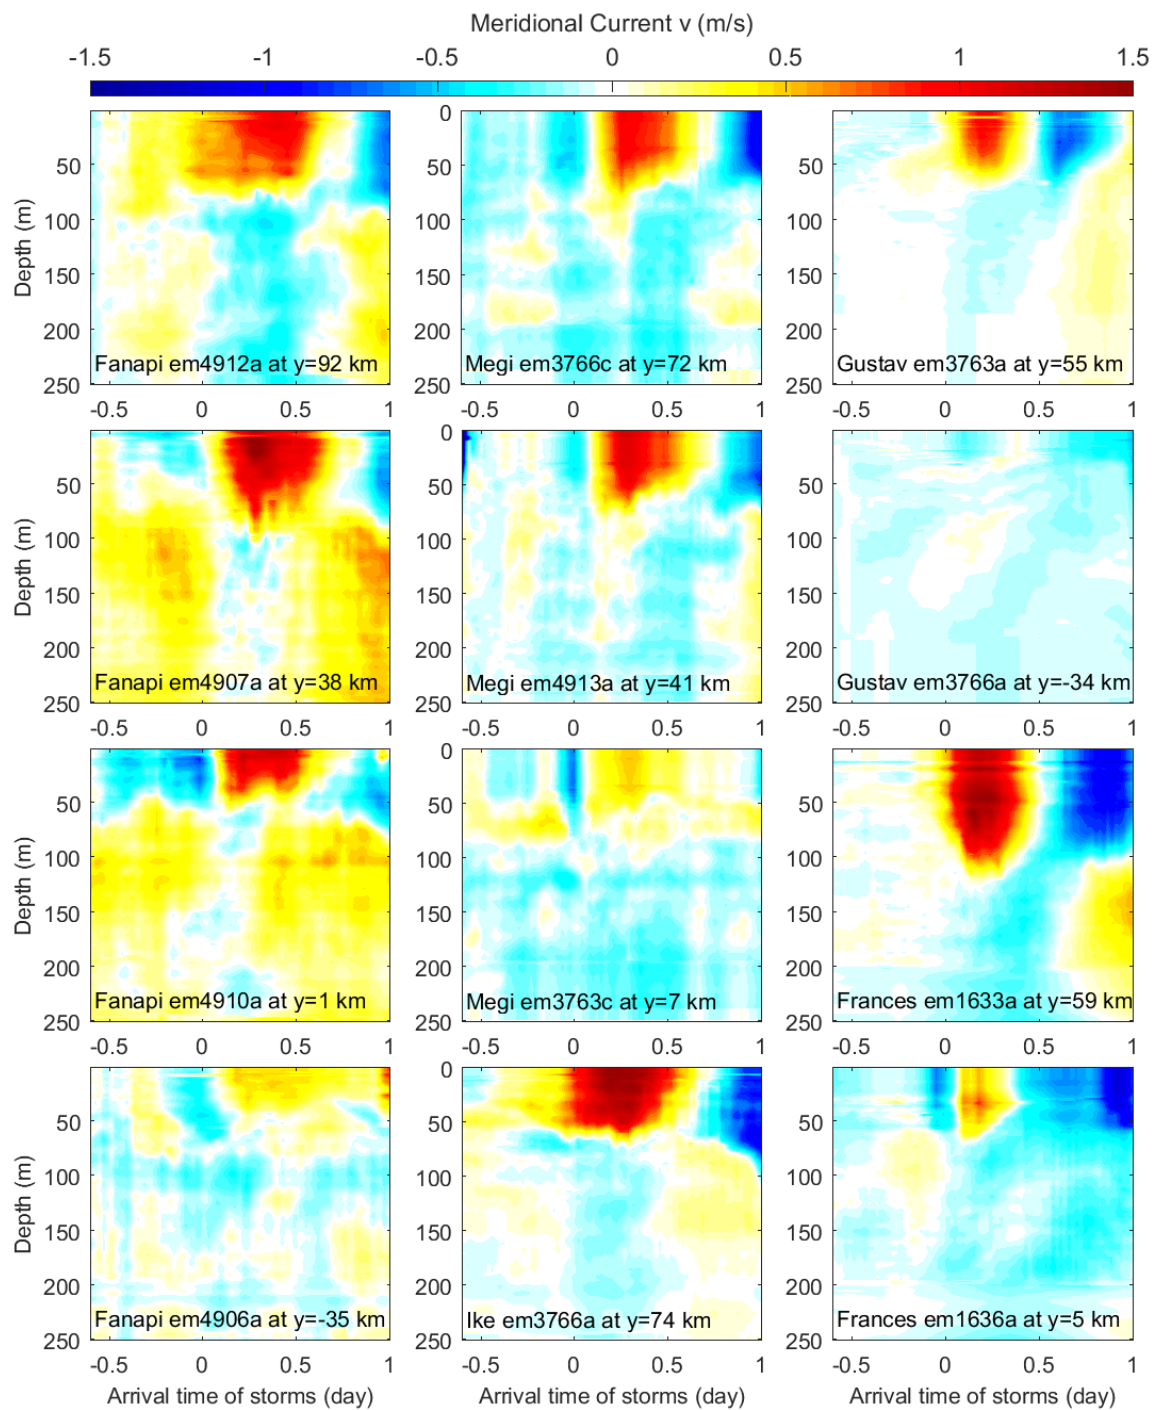 Meridional Current v (m/s)
-1.5 -1 -0.5 0 0.5 1 1.5
Depth (m)
50
100
150
200
250
-0.5 0 0.5 1
Fanapi em4912a at y=92 km
0
50
100
150
200
250
-0.5 0 0.5 1
Megi em3766c at y=72 km
0
50
100
150
200
250
-0.5 0 0.5 1
Gustav em3763a at y=55 km
Depth (m)
50
100
150
200
250
-0.5 0 0.5 1
Fanapi em4907a at y=38 km
0
50
100
150
200
250
-0.5 0 0.5 1
Megi em4913a at y=41 km
0
50
100
150
200
250
-0.5 0 0.5 1
Gustav em3766a at y=-34 km
Depth (m)
50
100
150
200
250
-0.5 0 0.5 1
Fanapi em4910a at y=1 km
0
50
100
150
200
250
-0.5 0 0.5 1
Megi em3763c at y=7 km
0
50
100
150
200
250
-0.5 0 0.5 1
Frances em1633a at y=59 km
Depth (m)
50
100
150
200
250
Fanapi em4906a at y=-35 km
-0.5 0 0.5 1
Arrival time of storms (day)
0
50
100
150
200
250
Ike em3766a at y=74 km
-0.5 0 0.5 1
Arrival time of storms (day)
0
50
100
150
200
250
Frances em1636a at y=5 km
-0.5 0 0.5 1
Arrival time of storms (day)